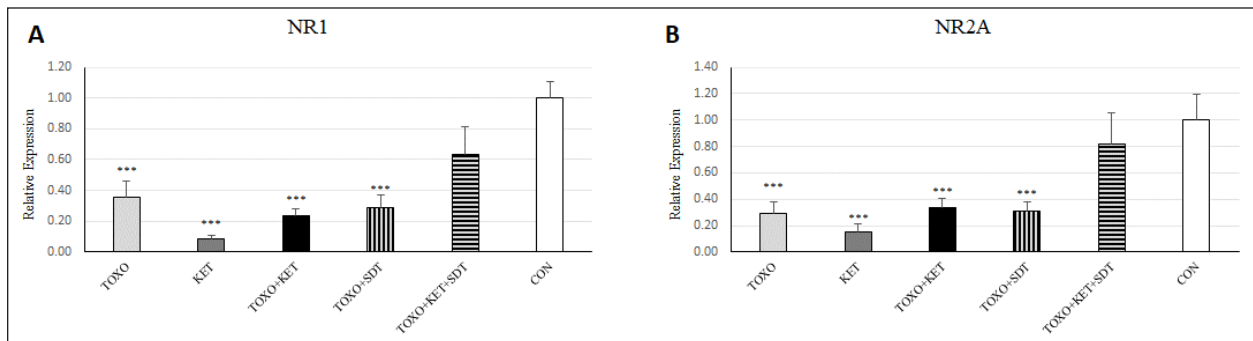 A
NR1
1.20
1.00
0.80
0.60
0.40
0.20
0.00
Relative Expression
***
***
***
***
TOXO
KET
TOXO+KET
TOXO+SDT
TOXO+KET+SDT
CON
B
NR2A
1.40
1.20
1.00
0.80
0.60
0.40
0.20
0.00
Relative Expression
***
***
***
***
TOXO
KET
TOXO+KET
TOXO+SDT
TOXO+KET+SDT
CON